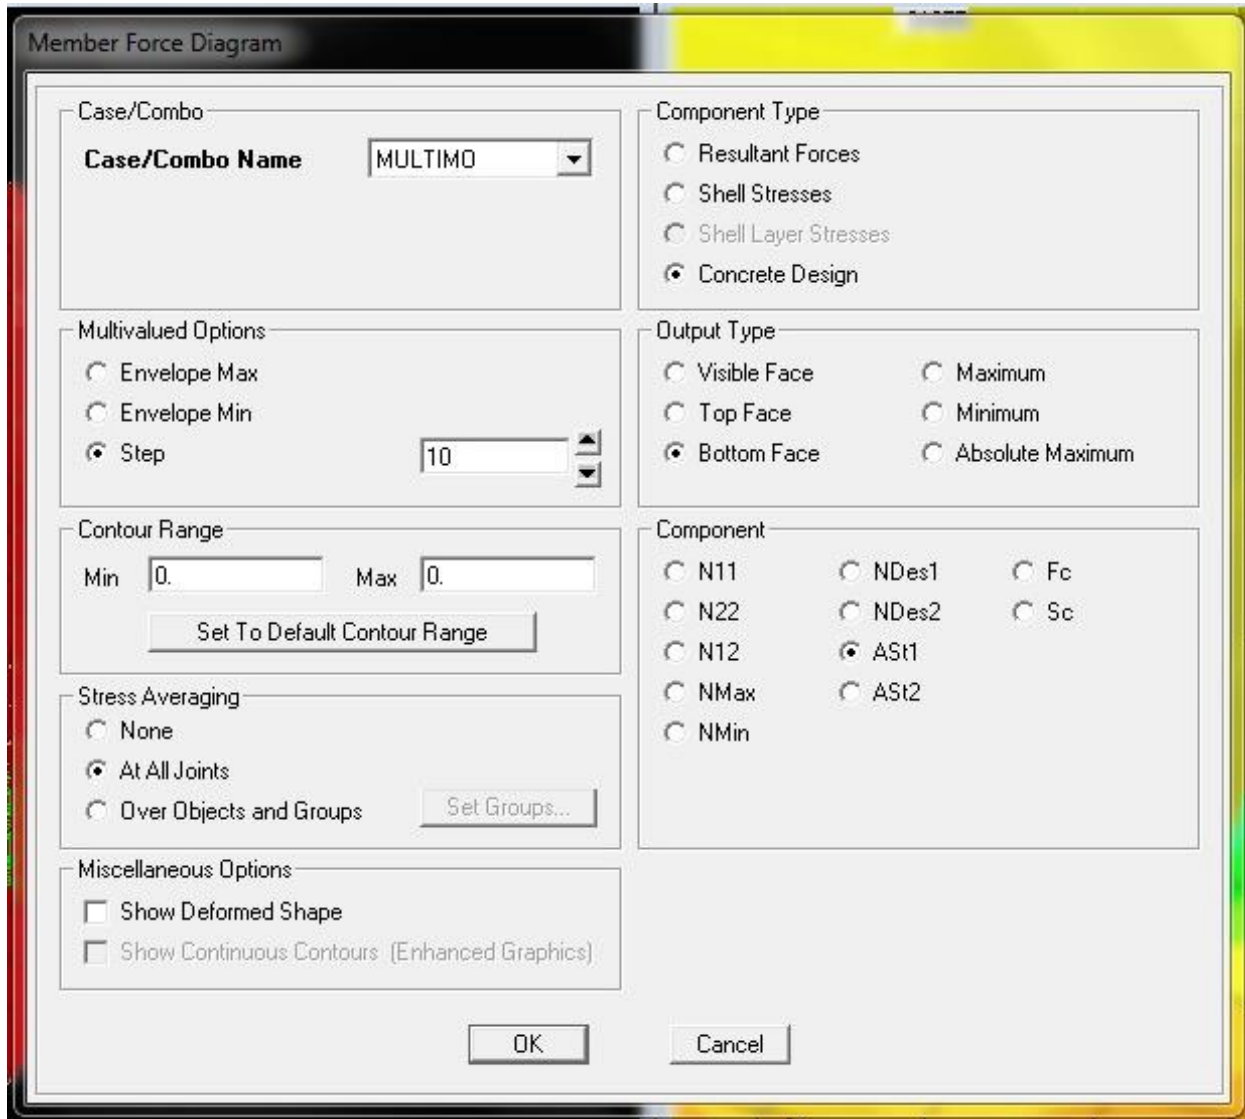 Member Force Diagram
Case/Combo
Case/Combo Name MULTIMO
Component Type
Resultant Forces
Shell Stresses
Shell Layer Stresses
Concrete Design
Multivalued Options
Envelope Max
Envelope Min
Step 10
Output Type
Visible Face Maximum
Top Face Minimum
Bottom Face Absolute Maximum
Contour Range
Min 0. Max 0.
Set To Default Contour Range
Component
N11 NDes1 Fc
N22 NDes2 Sc
N12 ASt1
NMax ASt2
NMin
Stress Averaging
None
At All Joints
Over Objects and Groups Set Groups...
Miscellaneous Options
Show Deformed Shape
Show Continuous Contours (Enhanced Graphics)
OK Cancel